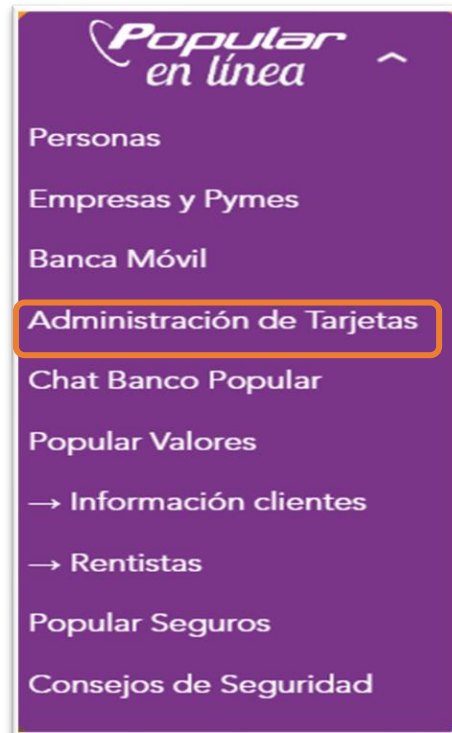 Popular
en línea
Personas
Empresas y Pymes
Banca Móvil
Administración de Tarjetas
Chat Banco Popular
Popular Valores
→ Información clientes
→ Rentistas
Popular Seguros
Consejos de Seguridad